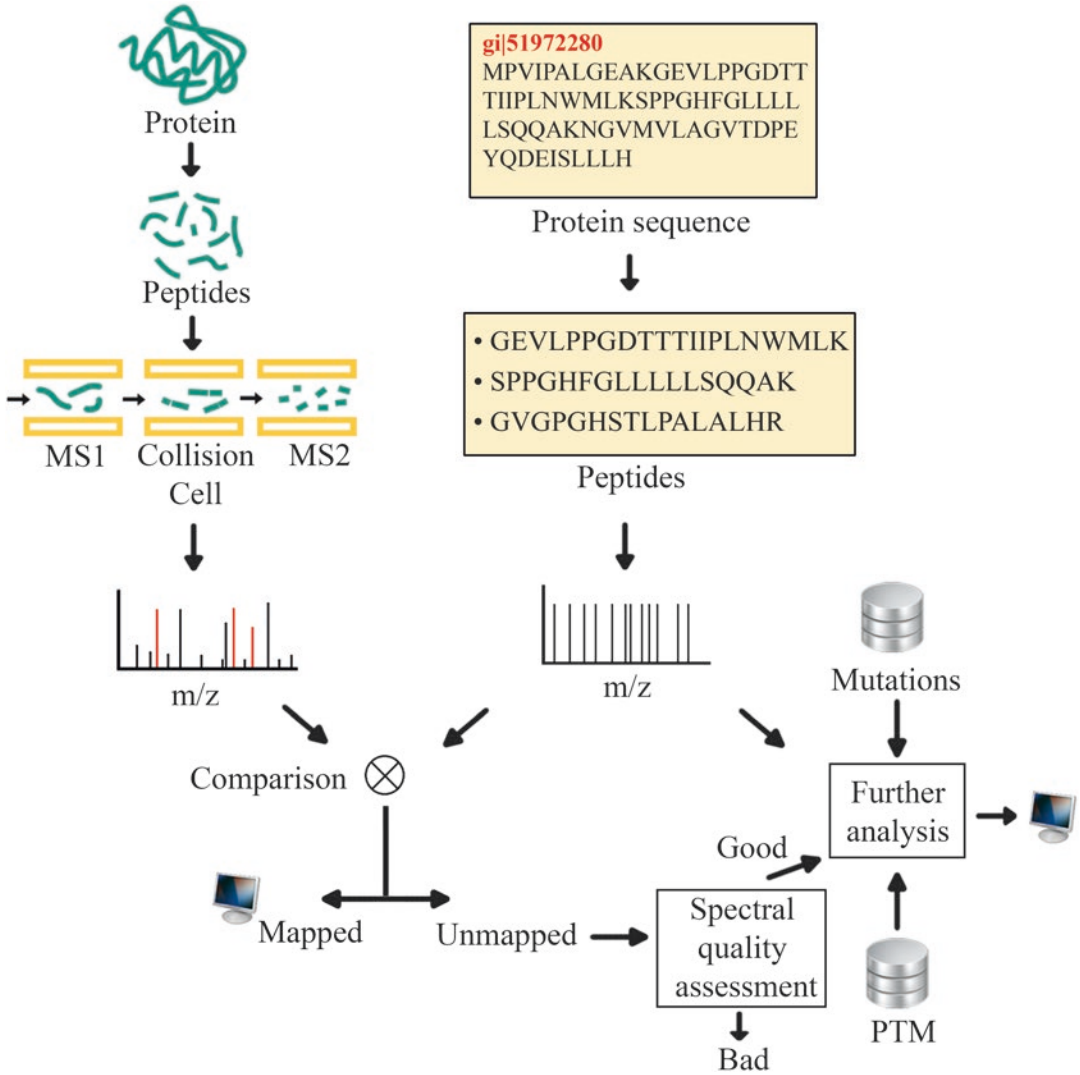 Protein
Peptides
MS1
Collision
Cell
MS2
m/z
gi|51972280
MPVIPALGEAKGEVLPPGDTT
TIIPLNWMLKSPPGHFGLLLL
LSQQAKNGVMVLAGVTDPE
YQDEISLLLH
Protein sequence
• GEVLPPGDTTTIIPLNWMLK
• SPPGHFGLLLLLSQQAK
• GVGPGHSTLPALALHR
Peptides
m/z
Mutations
Comparison
Further
analysis
Good
Mapped
Unmapped
Spectral
quality
assessment
PTM
Bad